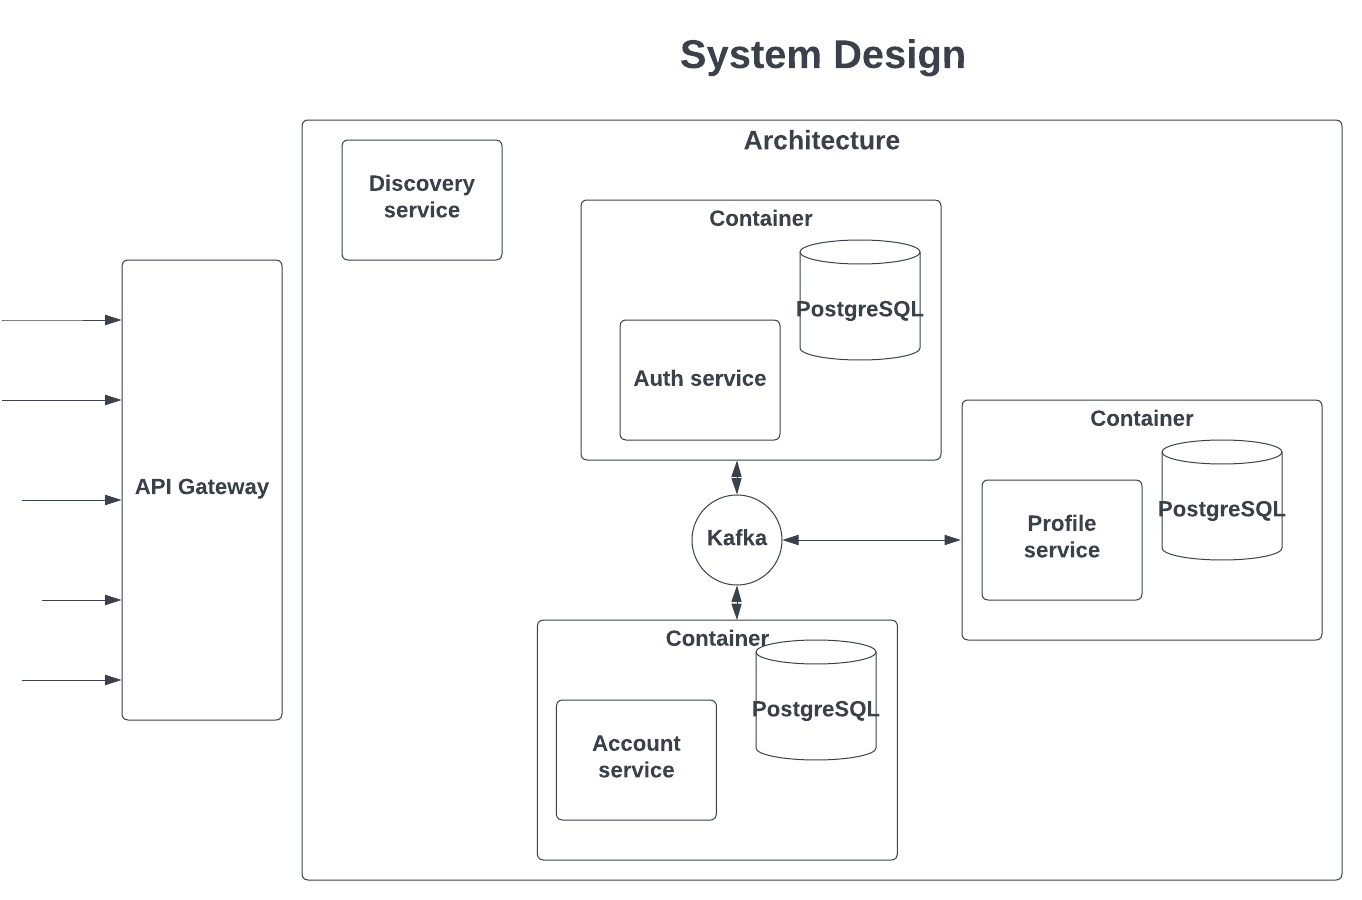 System Design
Architecture
Discovery
service
Container
PostgreSQL
Auth service
API Gateway
Container
PostgreSQL
Profile
service
Kafka
Container
PostgreSQL
Account
service